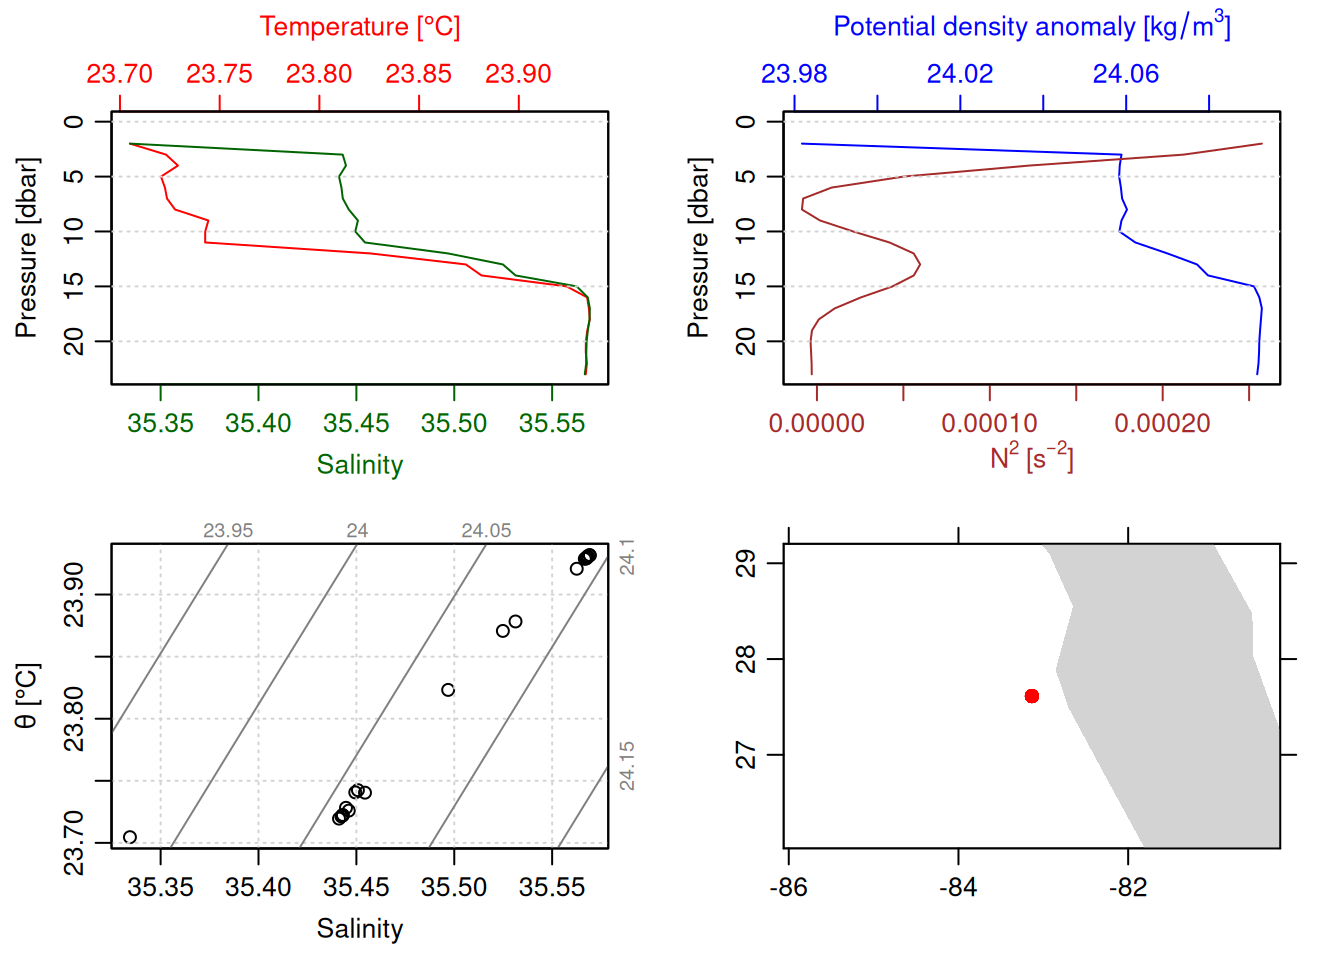 Temperature [°C]
23.70 23.75 23.80 23.85 23.90
0
5
10
15
20
Pressure [dbar]
35.35 35.40 35.45 35.50 35.55
Salinity
Potential density anomaly [kg/m³]
23.98 24.02 24.06
0
5
10
15
20
Pressure [dbar]
0.00000 0.00010 0.00020
N² [s⁻²]
23.95 24 24.05
24.1
24.15
23.90
23.80
23.70
θ [°C]
35.35 35.40 35.45 35.50 35.55
Salinity
29
28
27
-86 -84 -82